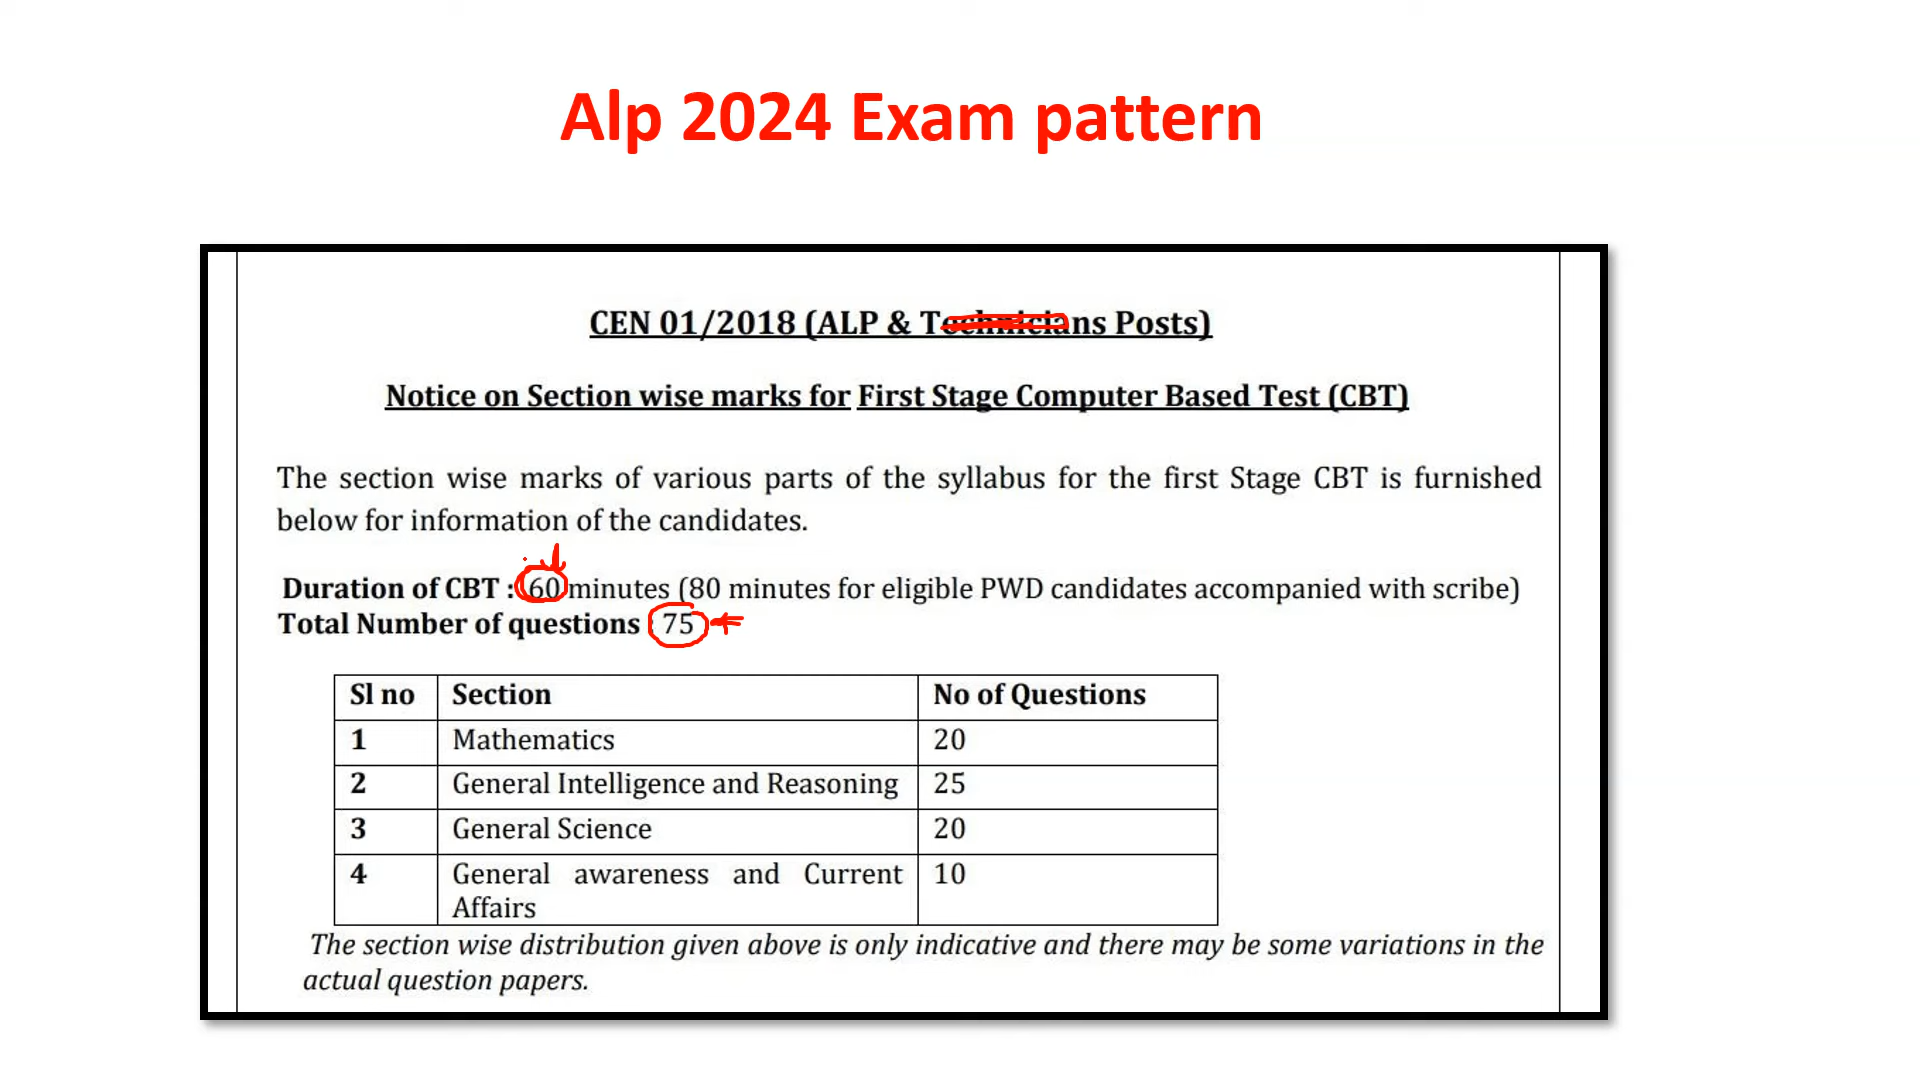 Alp 2024 Exam pattern
CEN 01/2018 (ALP & Technicians Posts)
Notice on Section wise marks for First Stage Computer Based Test (CBT)
The section wise marks of various parts of the syllabus for the first Stage CBT is furnished
below for information of the candidates.
Duration of CBT : 60 minutes (80 minutes for eligible PWD candidates accompanied with scribe)
Total Number of questions 75
Sl no Section No of Questions
1 Mathematics 20
2 General Intelligence and Reasoning 25
3 General Science 20
4 General awareness and Current 10
Affairs
The section wise distribution given above is only indicative and there may be some variations in the
actual question papers.